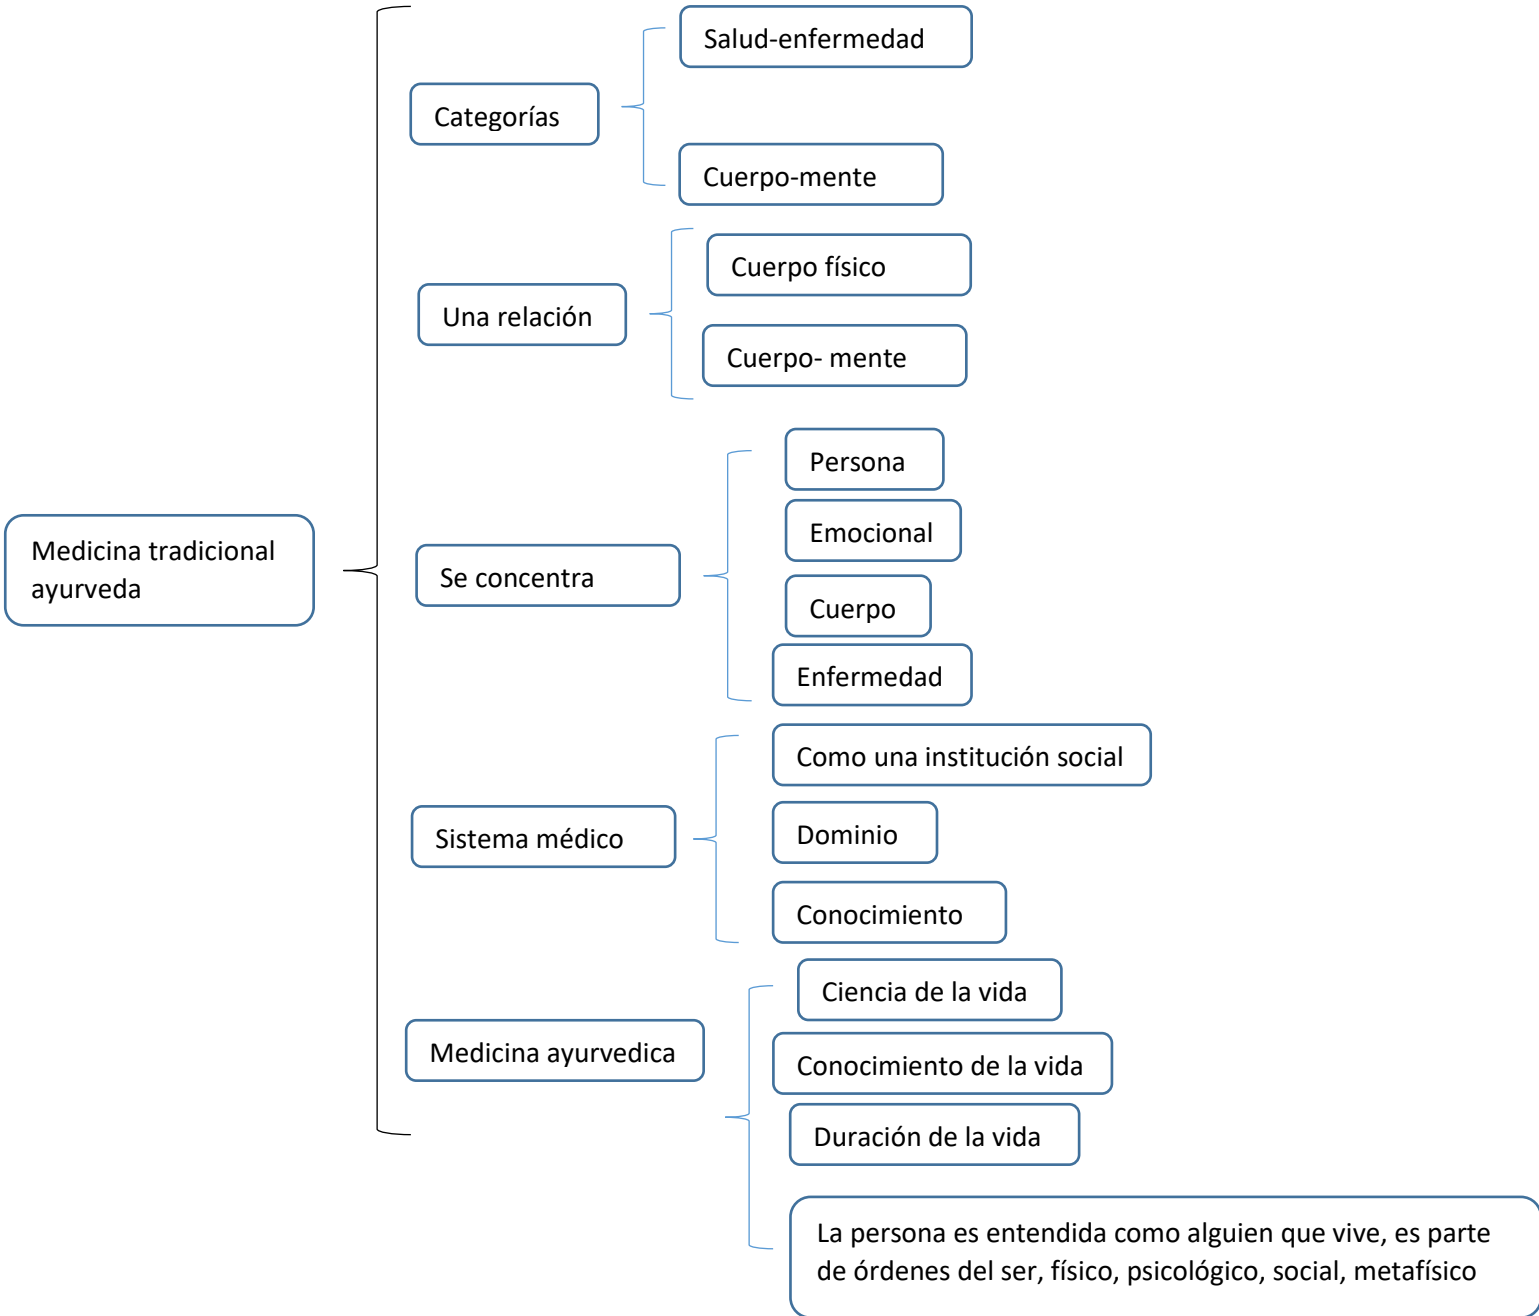 Medicina tradicional
ayurveda
Categorías
Salud-enfermedad
Cuerpo-mente
Una relación
Cuerpo físico
Cuerpo- mente
Se concentra
Persona
Emocional
Cuerpo
Enfermedad
Sistema médico
Como una institución social
Dominio
Conocimiento
Medicina ayurvedica
Ciencia de la vida
Conocimiento de la vida
Duración de la vida
La persona es entendida como alguien que vive, es parte
de órdenes del ser, físico, psicológico, social, metafísico